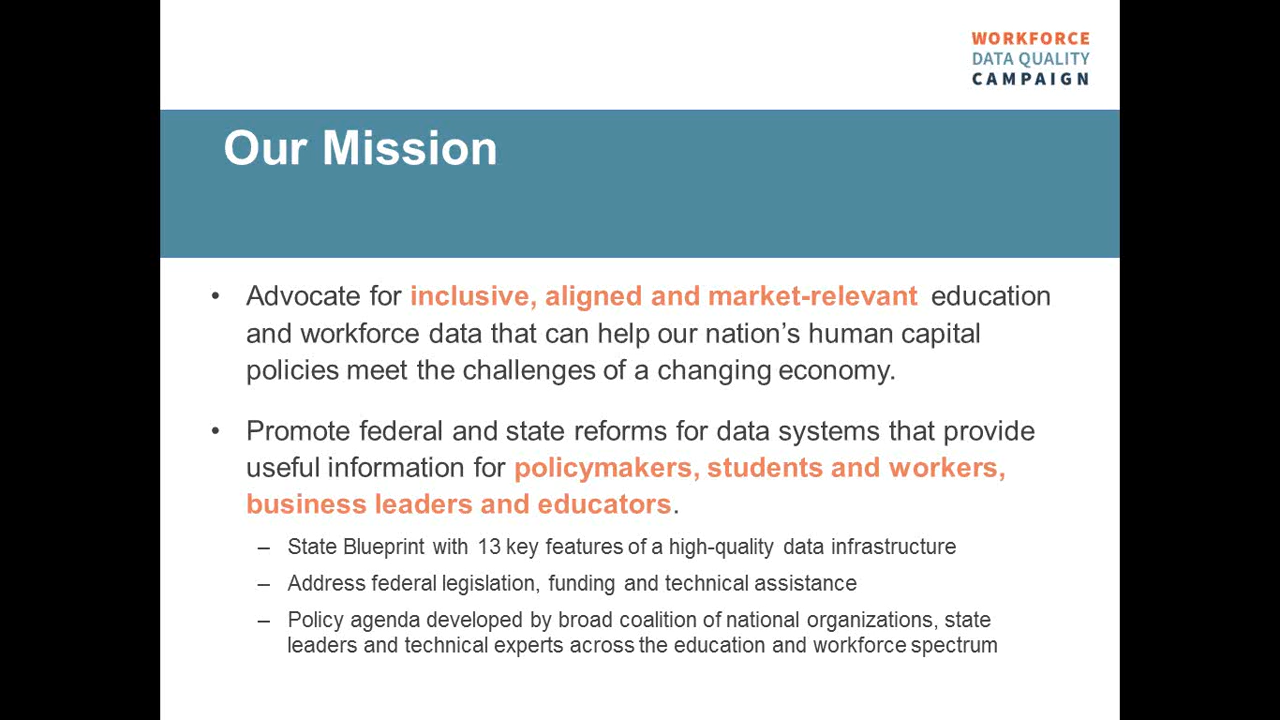 WORKFORCE
DATA QUALITY
CAMPAIGN
Our Mission
• Advocate for inclusive, aligned and market-relevant education
and workforce data that can help our nation’s human capital
policies meet the challenges of a changing economy.
• Promote federal and state reforms for data systems that provide
useful information for policymakers, students and workers,
business leaders and educators.
– State Blueprint with 13 key features of a high-quality data infrastructure
– Address federal legislation, funding and technical assistance
– Policy agenda developed by broad coalition of national organizations, state
leaders and technical experts across the education and workforce spectrum